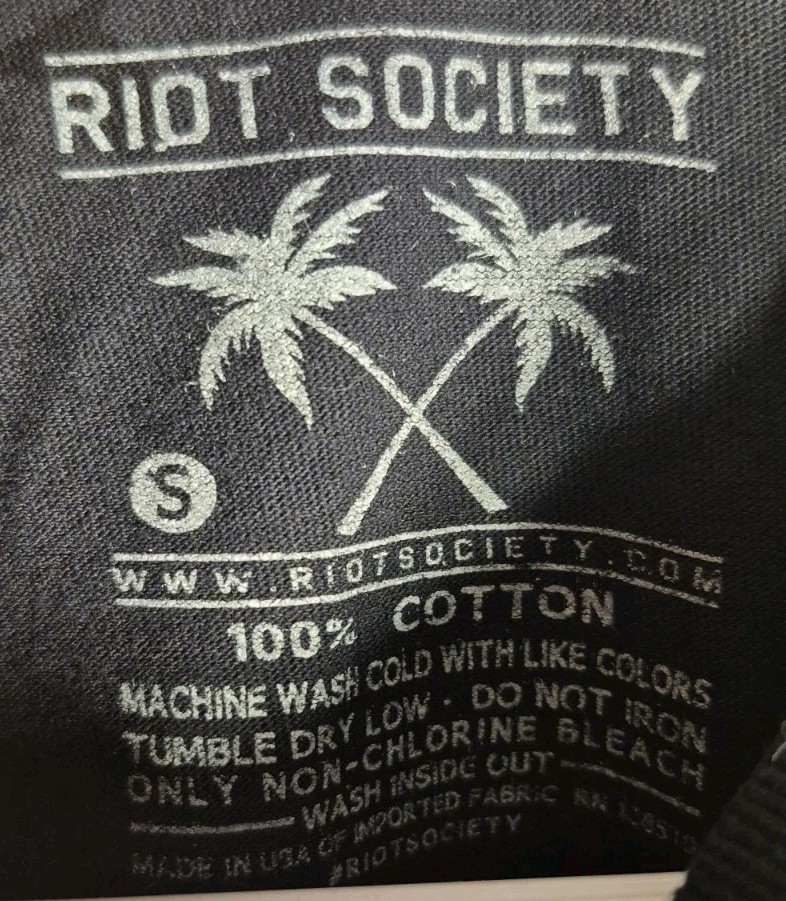 RIOT SOCIETY
S
WWW.RIOTSOCIETY.COM
100% COTTON
MACHINE WASH COLD WITH LIKE COLORS
TUMBLE DRY LOW · DO NOT IRON
ONLY NON-CHLORINE BLEACH
WASH INSIDE OUT
MADE IN USA OF IMPORTED FABRIC RN
#RIOTSOCIETY